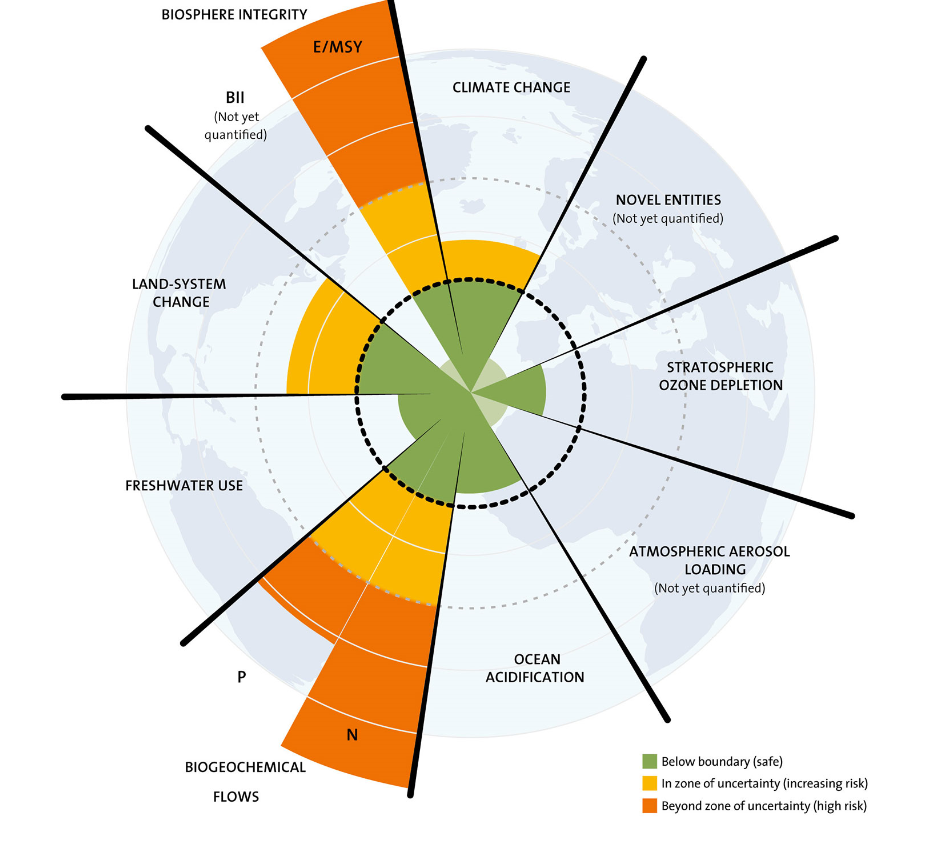 BIOSPHERE INTEGRITY
E/MSY
BII
(Not yet
quantified)
CLIMATE CHANGE
NOVEL ENTITIES
(Not yet quantified)
LAND-SYSTEM
CHANGE
STRATOSPHERIC
OZONE DEPLETION
FRESHWATER USE
ATMOSPHERIC AEROSOL
LOADING
(Not yet quantified)
OCEAN
ACIDIFICATION
P
N
BIOGEOCHEMICAL
FLOWS
Below boundary (safe)
In zone of uncertainty (increasing risk)
Beyond zone of uncertainty (high risk)